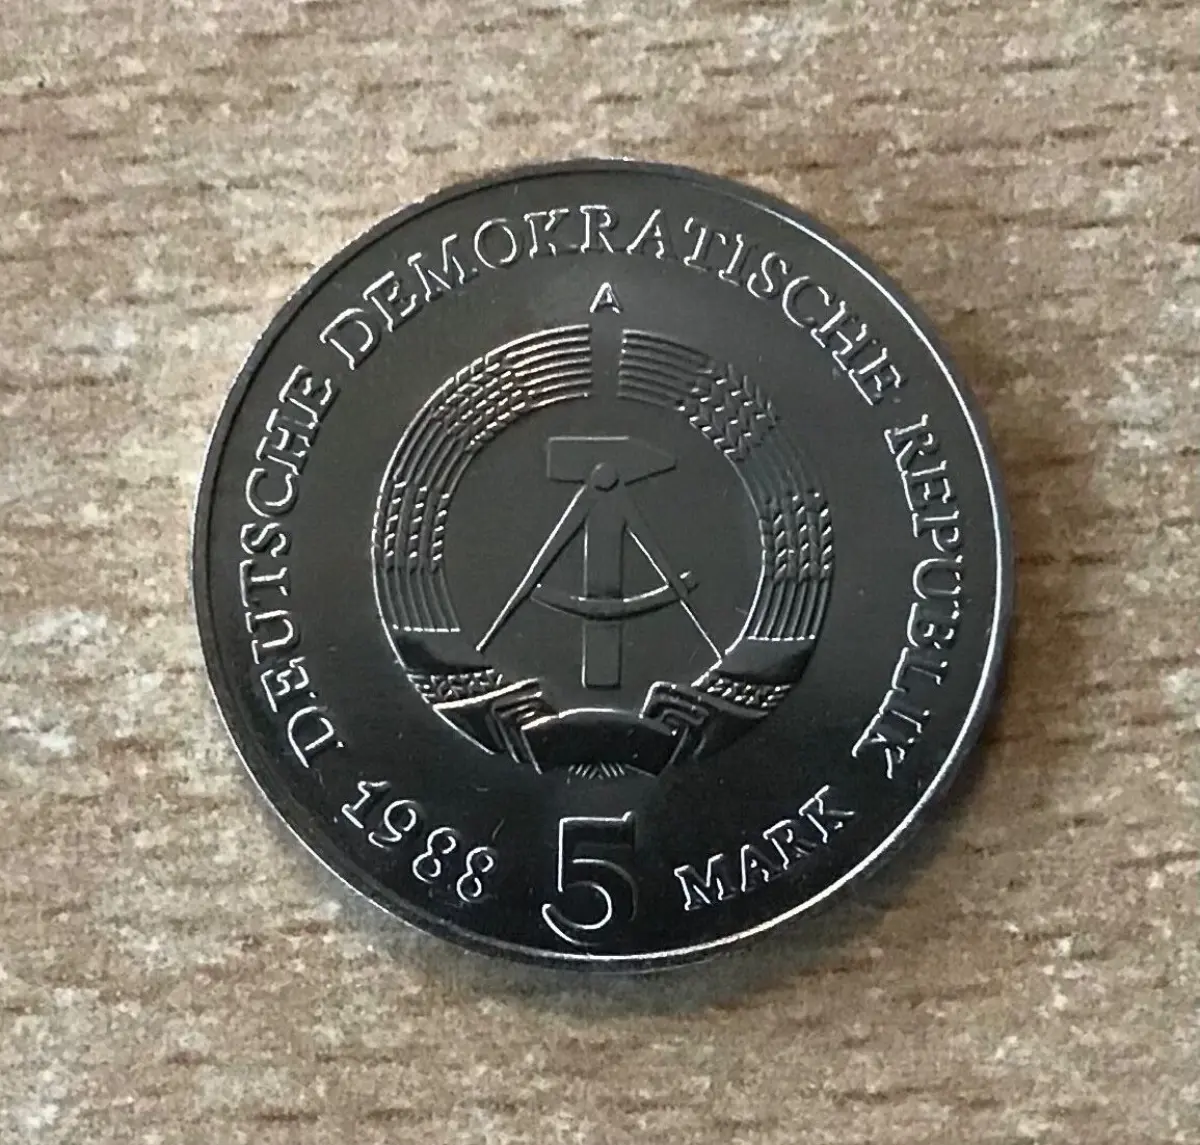 DEUTSCHE DEMOKRATISCHE REPUBLIK
A
1988 5 MARK